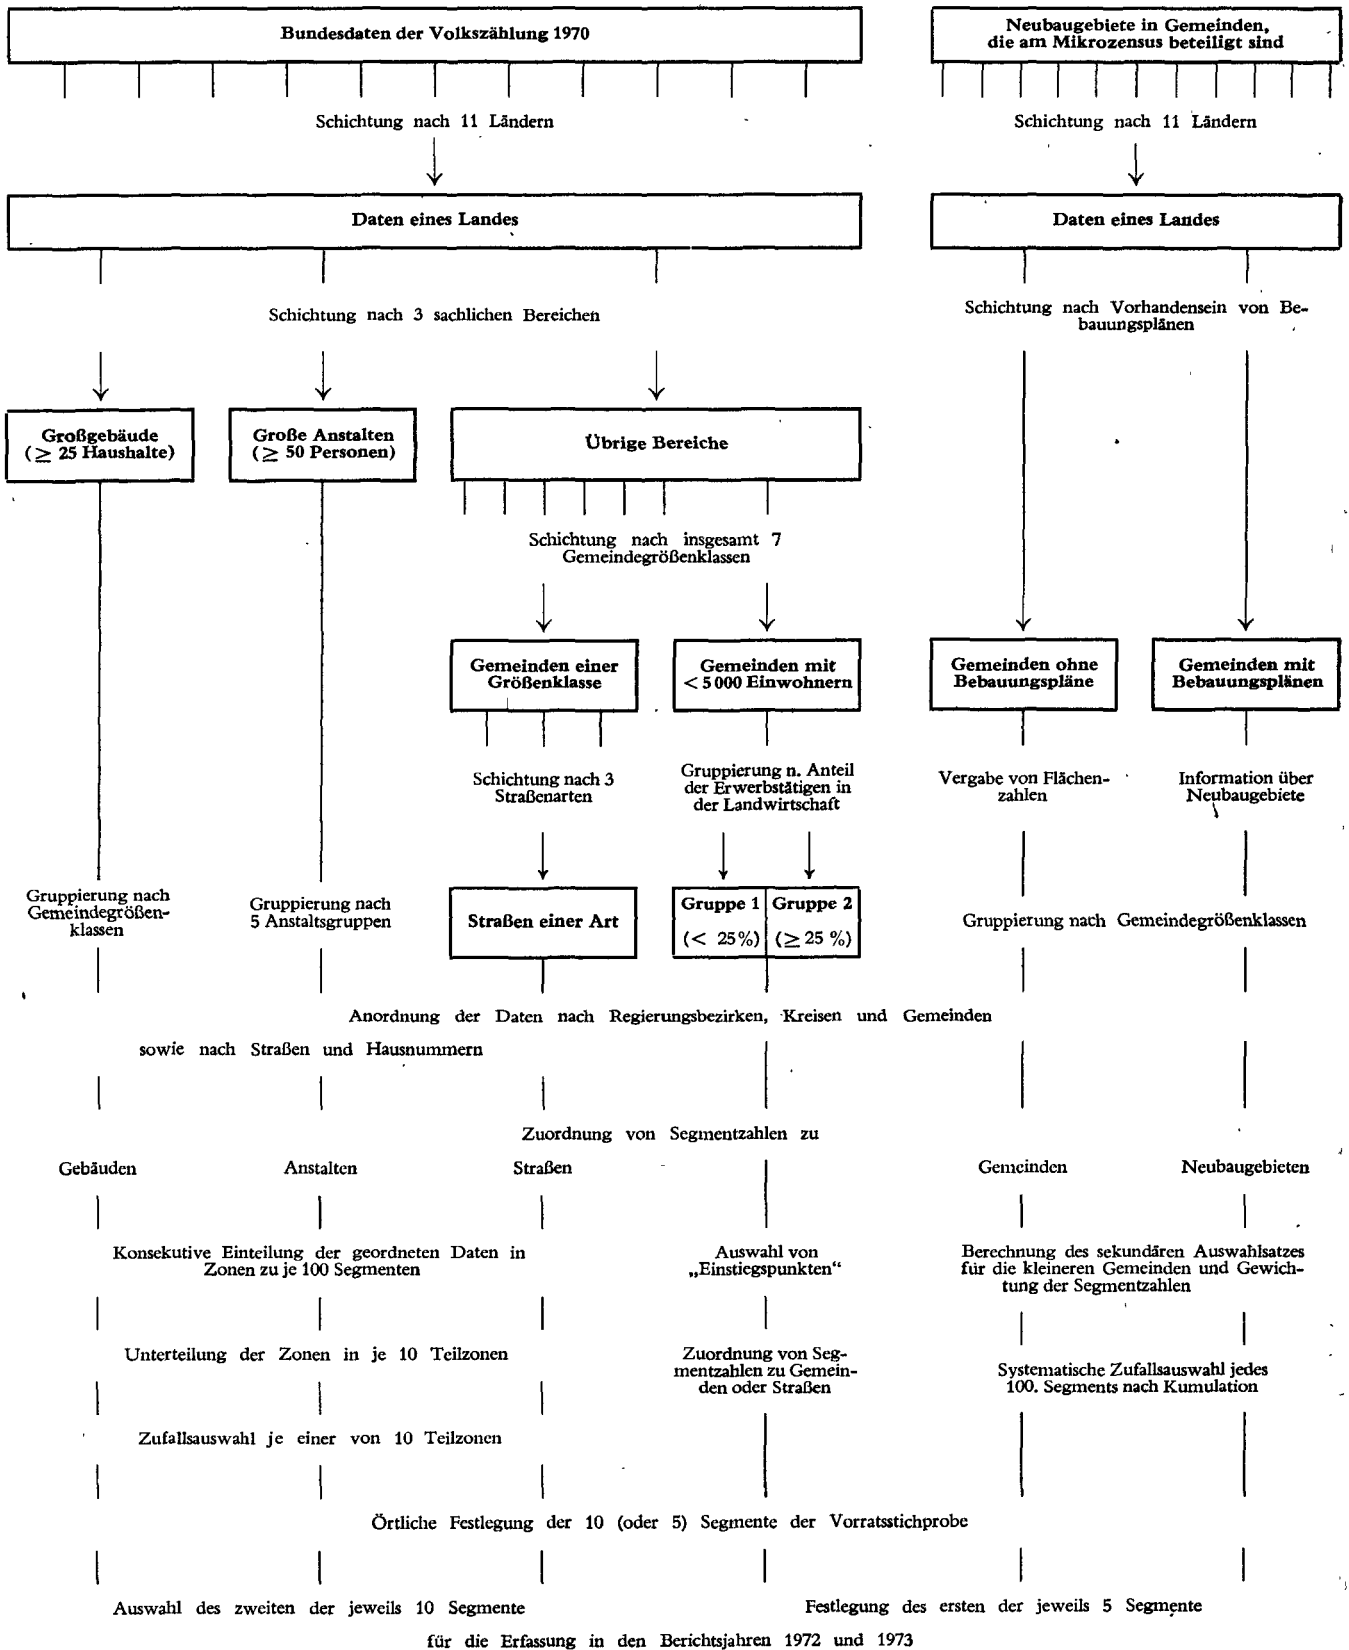 Bundesdaten der Volkszählung 1970
Neubaugebiete in Gemeinden,
die am Mikrozensus beteiligt sind
Schichtung nach 11 Ländern
Schichtung nach 11 Ländern
Daten eines Landes
Daten eines Landes
Schichtung nach 3 sachlichen Bereichen
Schichtung nach Vorhandensein von Be-
bauungsplänen
Großgebäude
(≥ 25 Haushalte)
Große Anstalten
(≥ 50 Personen)
Übrige Bereiche
Schichtung nach insgesamt 7
Gemeindegrößenklassen
Gemeinden einer
Größenklasse
Gemeinden mit
< 5 000 Einwohnern
Gemeinden ohne
Bebauungspläne
Gemeinden mit
Bebauungsplänen
Schichtung nach 3
Straßenarten
Gruppierung n. Anteil
der Erwerbstätigen in
der Landwirtschaft
Vergabe von Flächen-
zahlen
Information über
Neubaugebiete
Gruppierung nach
Gemeindegrößen-
klassen
Gruppierung nach
5 Anstaltsgruppen
Straßen einer Art
Gruppe 1
(< 25%)
Gruppe 2
(≥ 25 %)
Gruppierung nach Gemeindegrößenklassen
Anordnung der Daten nach Regierungsbezirken, Kreisen und Gemeinden
sowie nach Straßen und Hausnummern
Zuordnung von Segmentzahlen zu
Gebäuden
Anstalten
Straßen
Gemeinden
Neubaugebieten
Konsekutive Einteilung der geordneten Daten in
Zonen zu je 100 Segmenten
Auswahl von
„Einstiegspunkten“
Berechnung des sekundären Auswahlsatzes
für die kleineren Gemeinden und Gewich-
tung der Segmentzahlen
Unterteilung der Zonen in je 10 Teilzonen
Zuordnung von Seg-
mentzahlen zu Gemein-
den oder Straßen
Systematische Zufallsauswahl jedes
100. Segments nach Kumulation
Zufallsauswahl je einer von 10 Teilzonen
Örtliche Festlegung der 10 (oder 5) Segmente der Vorratsstichprobe
Auswahl des zweiten der jeweils 10 Segmente
Festlegung des ersten der jeweils 5 Segmente
für die Erfassung in den Berichtsjahren 1972 und 1973